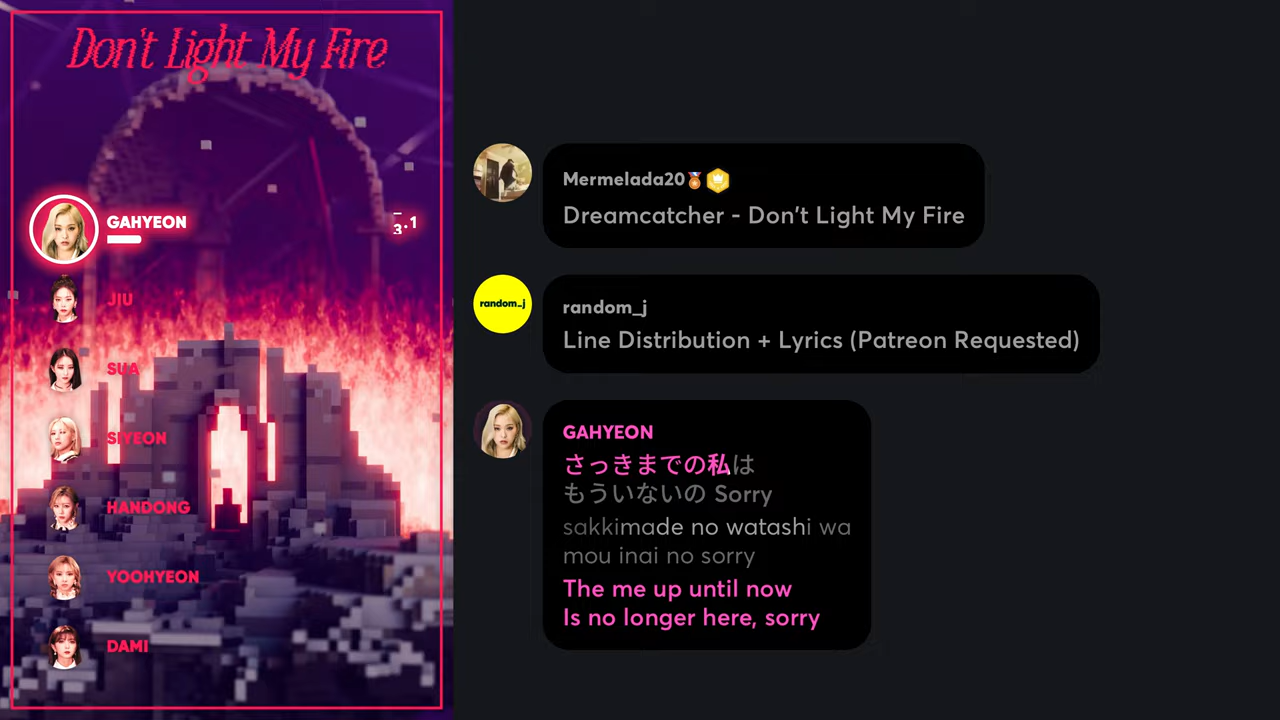 Don't Light My Fire
GAHYEON
3.1
JIU
SUA
SIYEON
HANDONG
YOOHYEON
DAMI
Mermelada20
Dreamcatcher - Don't Light My Fire
random_j
random_j
Line Distribution + Lyrics (Patreon Requested)
GAHYEON
さっきまでの私は
もういないの Sorry
sakkimade no watashi wa
mou inai no sorry
The me up until now
Is no longer here, sorry